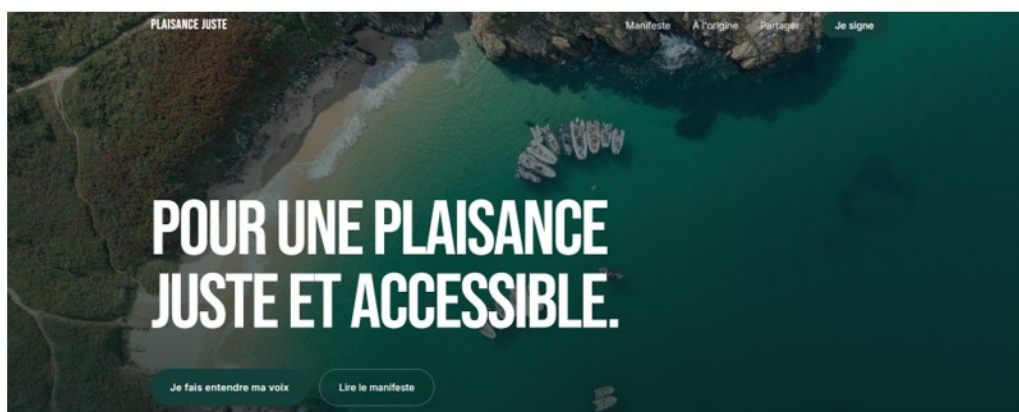 PLAISANCE JUSTE
Manifeste À l'origine Partager Je signe
POUR UNE PLAISANCE
JUSTE ET ACCESSIBLE.
Je fais entendre ma voix Lire le manifeste